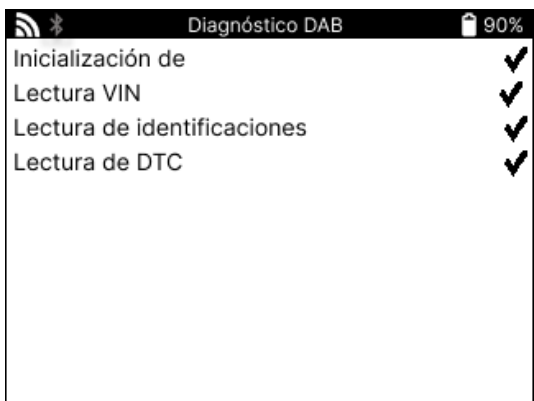 Diagnóstico DAB 90%
Inicialización de
Lectura VIN
Lectura de identificaciones
Lectura de DTC